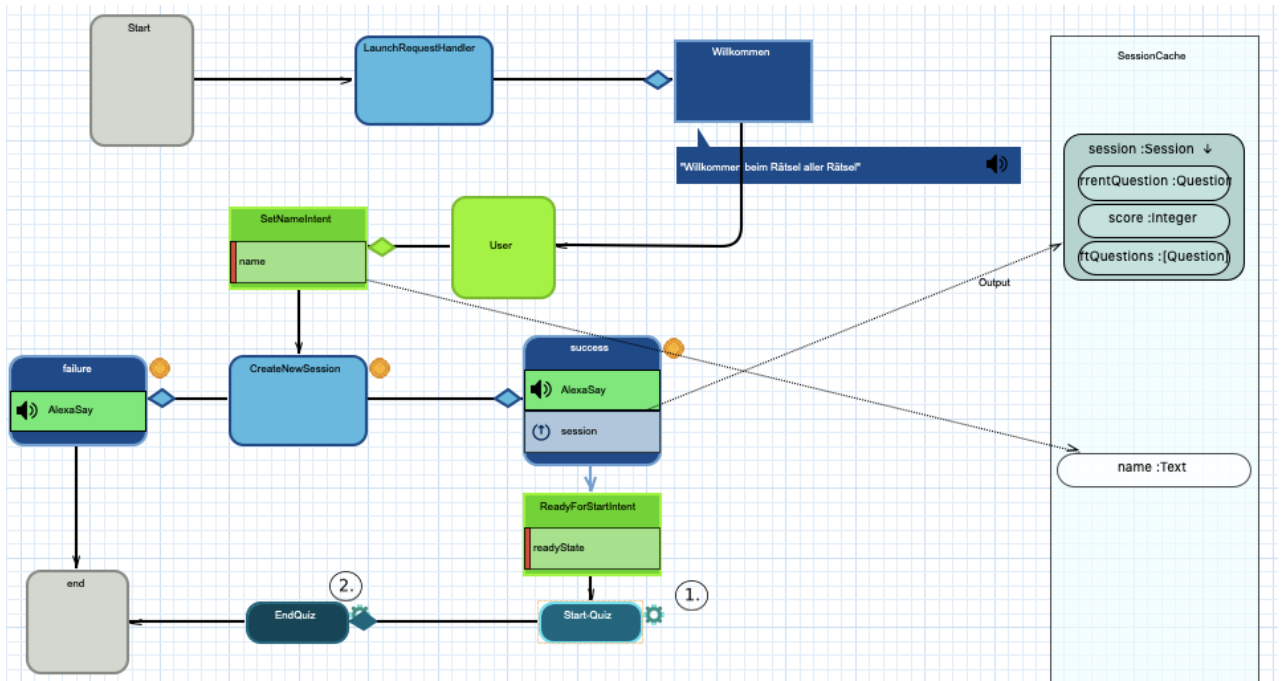 Start
LaunchRequestHandler
Willkommen
SessionCache
"Willkommen beim Rätsel aller Rätsel"
session :Session ↓
rrentQuestion :Question
score :Integer
ftQuestions :[Question]
SetNameIntent
name
User
Output
failure
AlexaSay
CreateNewSession
success
AlexaSay
session
name :Text
ReadyForStartIntent
readyState
end
2.
EndQuiz
Start-Quiz
1.